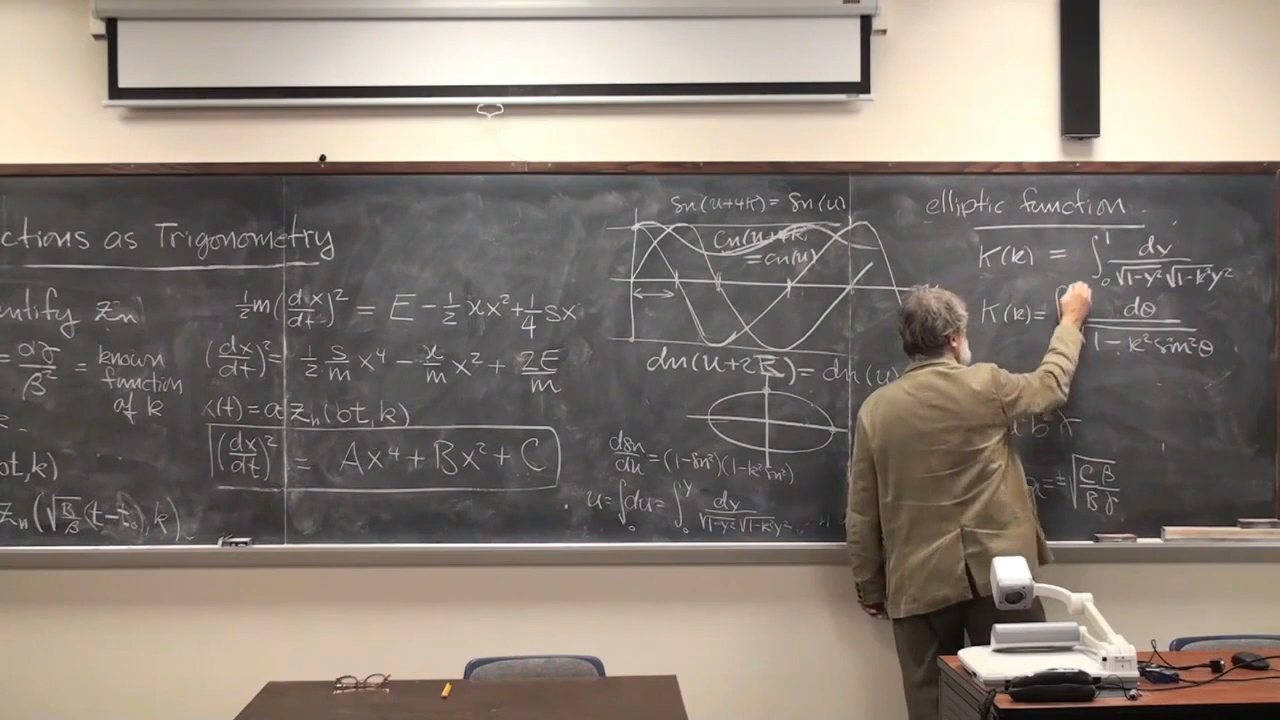 ctions as Trigonometry
entify Zn
= αγ/β² = known function of k
bt, k)
Zn(√(B/β) (t-t₀), k)
½m(dx/dt)² = E - ½ϰx² + ¼sx
(dx/dt)² = ½ s/m x⁴ - ϰ/m x² + 2E/m
x(t) = a Zn(bt, k)
(dx/dt)² = Ax⁴ + Bx² + C
sn(u+4K) = sn(u)
cn(u+4K
= cn(u)
dn(u+2K) = dn(u)
dsn/du = (1-sn²)(1-k²sn²)
u = ∫₀du = ∫₀^y dy/√1-y²√1-k²y²
elliptic function
K(k) = ∫₀¹ dy/√1-y²√1-k²y²
K(k) = dθ/1-k²sin²θ
b γ
a = ±√(Cβ/Bγ)